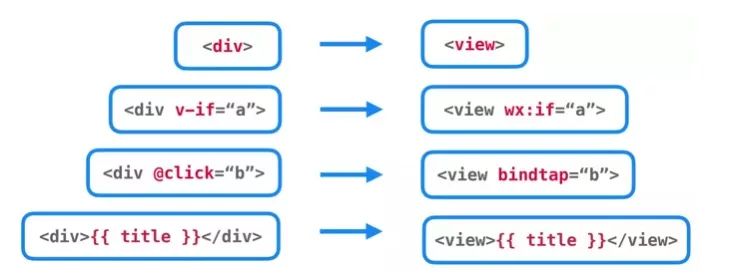 <div> <view>
<div v-if=“a”> <view wx:if=“a”>
<div @click=“b”> <view bindtap=“b”>
<div>{{ title }}</div> <view>{{ title }}</view>